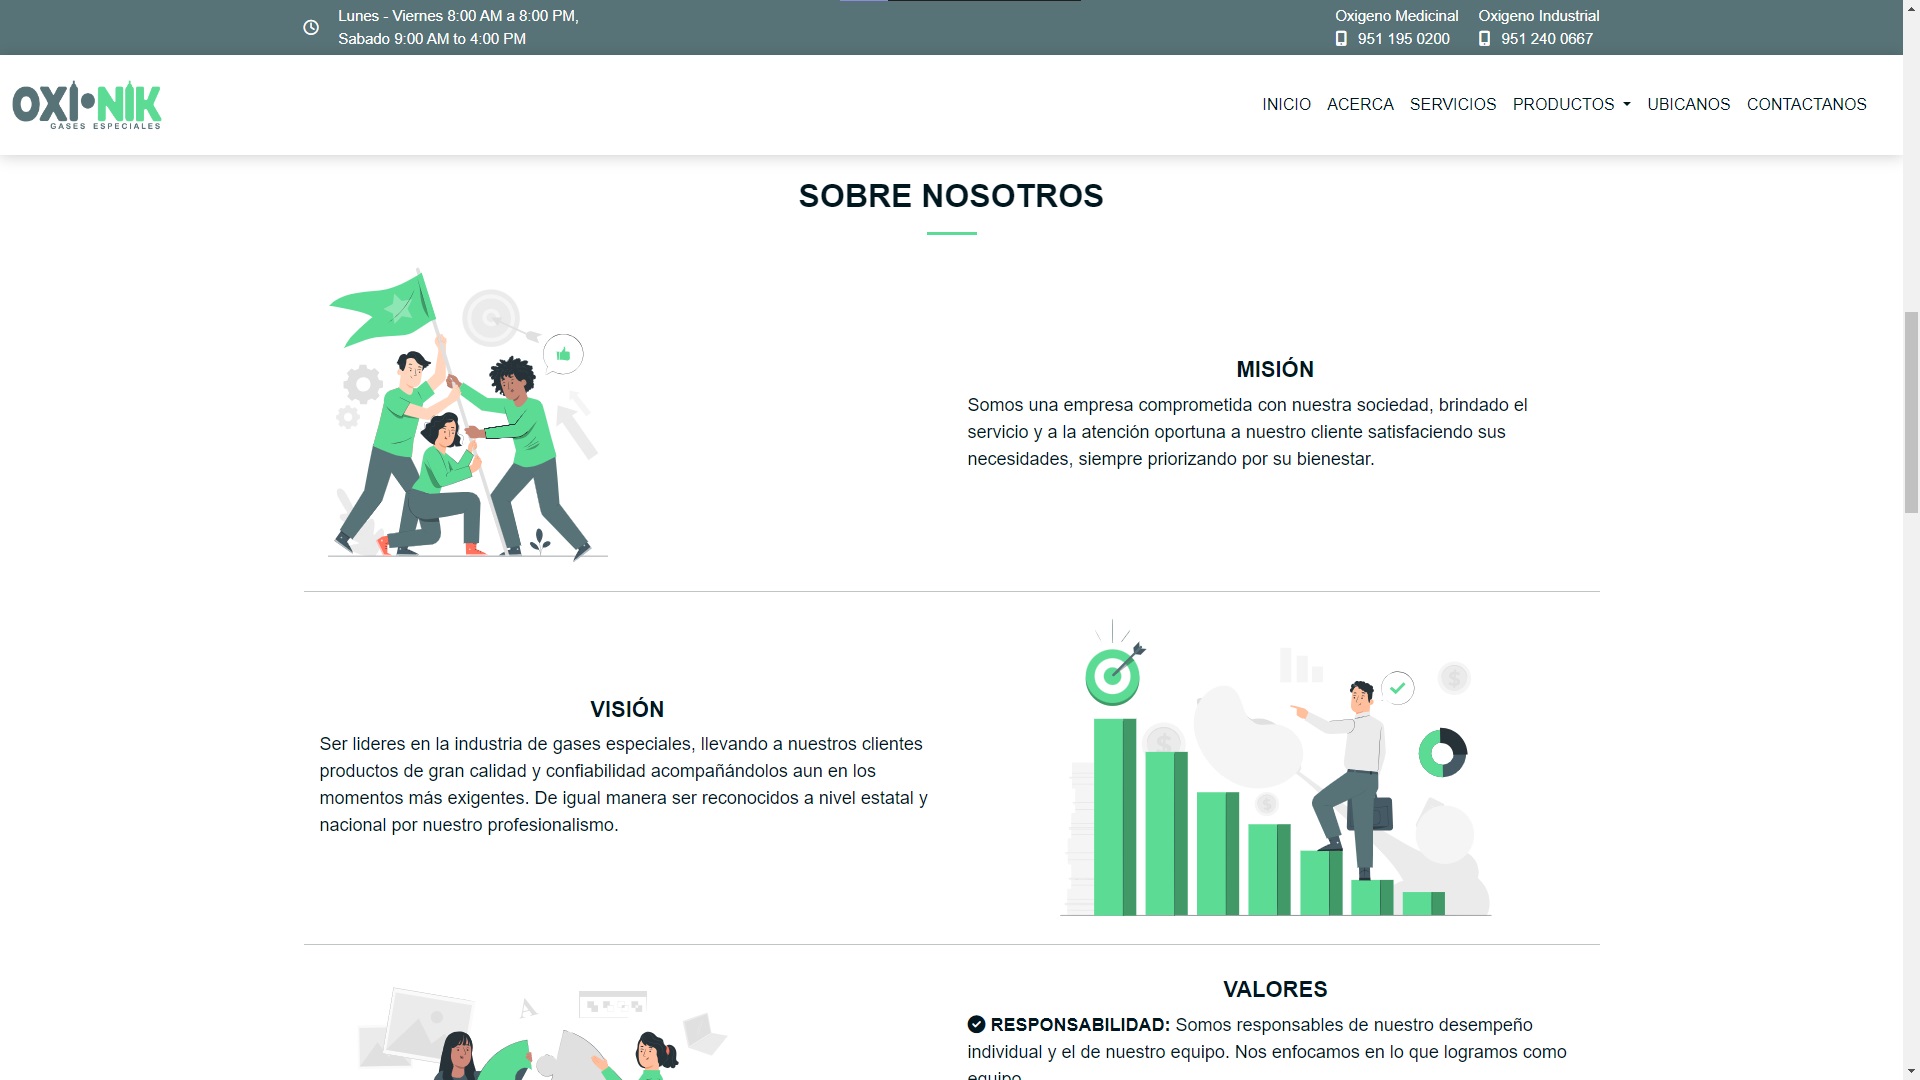 Lunes - Viernes 8:00 AM a 8:00 PM,
Sabado 9:00 AM to 4:00 PM
Oxigeno Medicinal
951 195 0200
Oxigeno Industrial
951 240 0667
OXI•NIK
GASES ESPECIALES
INICIO ACERCA SERVICIOS PRODUCTOS UBICANOS CONTACTANOS
SOBRE NOSOTROS
MISIÓN
Somos una empresa comprometida con nuestra sociedad, brindado el
servicio y a la atención oportuna a nuestro cliente satisfaciendo sus
necesidades, siempre priorizando por su bienestar.
VISIÓN
Ser lideres en la industria de gases especiales, llevando a nuestros clientes
productos de gran calidad y confiabilidad acompañándolos aun en los
momentos más exigentes. De igual manera ser reconocidos a nivel estatal y
nacional por nuestro profesionalismo.
$
$
$
A
VALORES
RESPONSABILIDAD: Somos responsables de nuestro desempeño
individual y el de nuestro equipo. Nos enfocamos en lo que logramos como
equipo